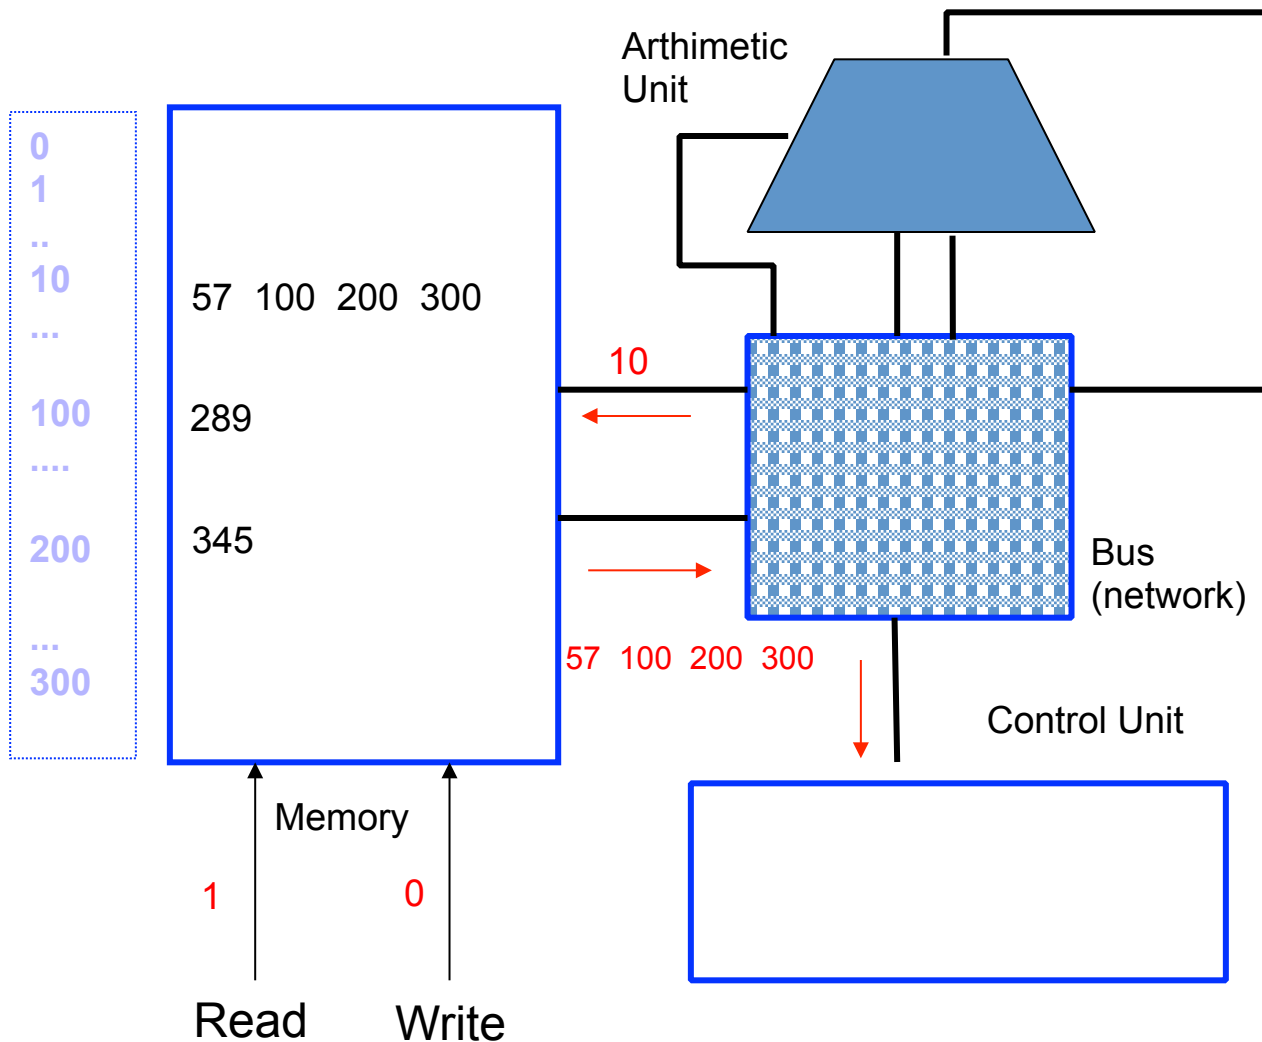 Arthimetic
Unit
0
1
..
10
...
100
....
200
...
300
57 100 200 300
289
345
10
57 100 200 300
Bus
(network)
Control Unit
Memory
1
0
Read
Write